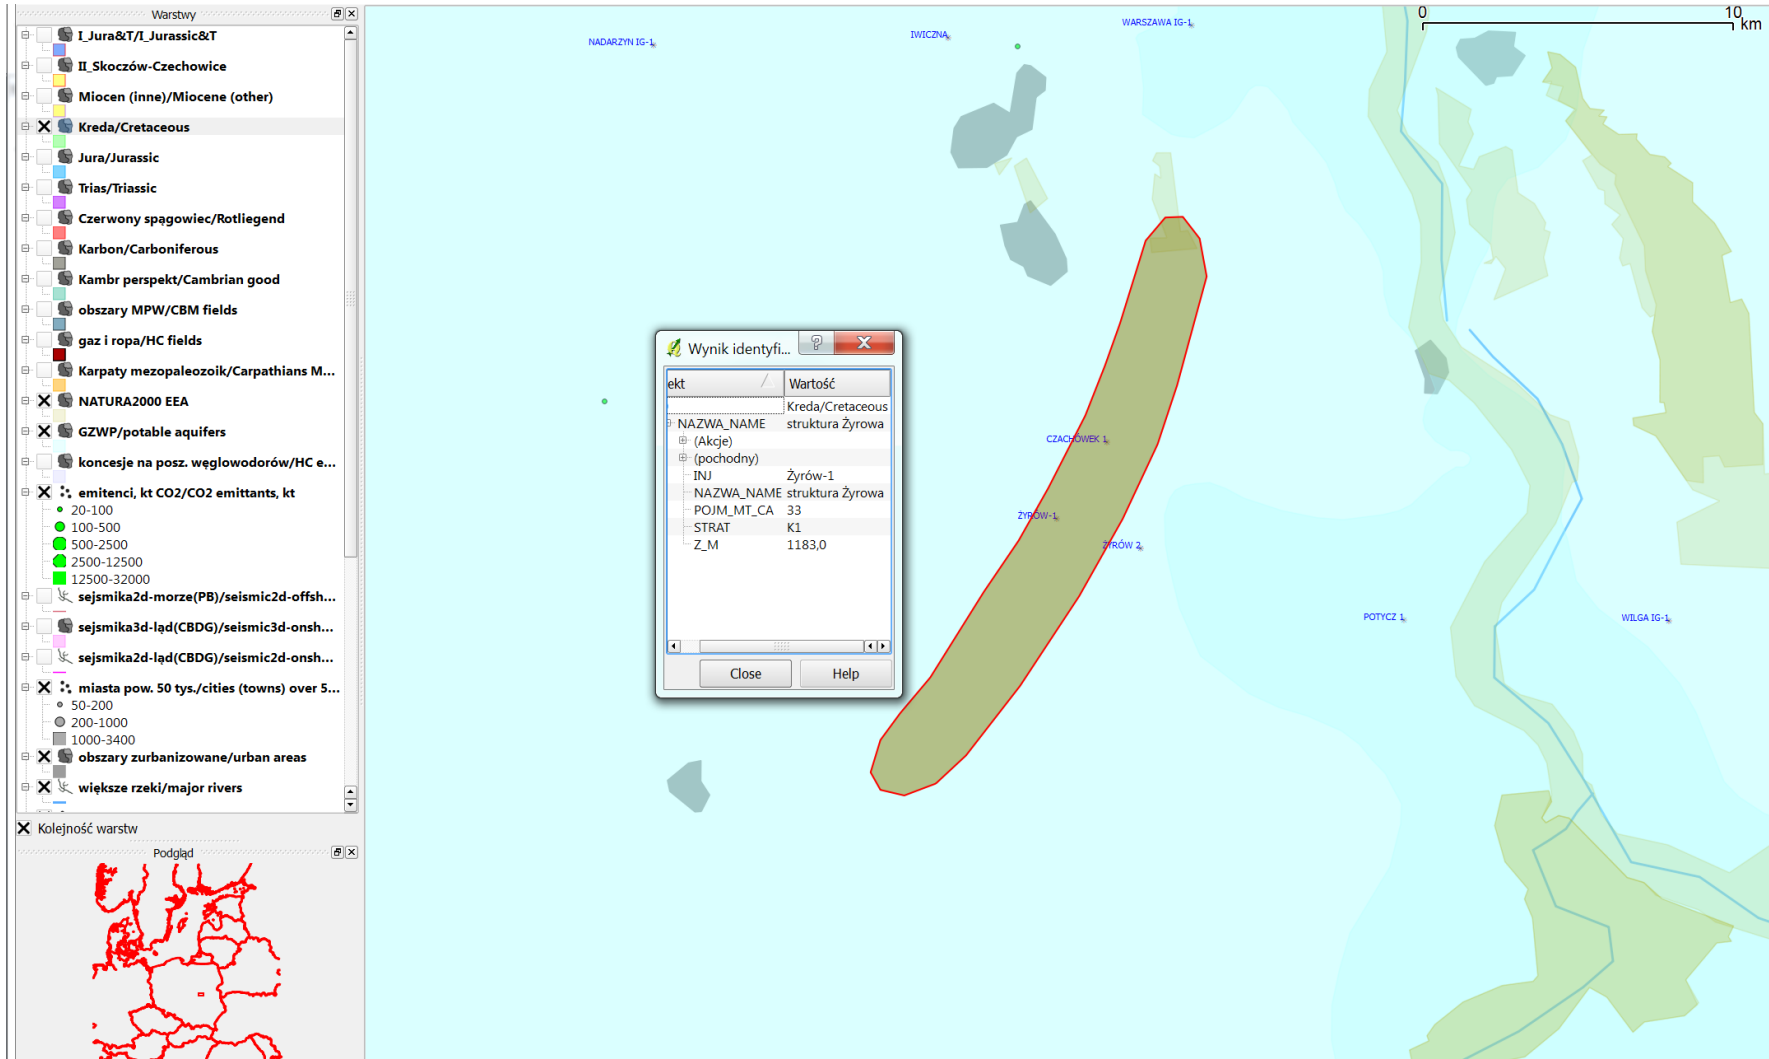 Warstwy
I_Jura&T/I_Jurassic&T
II_Skoczów-Czechowice
Miocen (inne)/Miocene (other)
Kreda/Cretaceous
Jura/Jurassic
Trias/Triassic
Czerwony spągowiec/Rotliegend
Karbon/Carboniferous
Kambr perspekt/Cambrian good
obszary MPW/CBM fields
gaz i ropa/HC fields
Karpaty mezopaleozoik/Carpathians M...
NATURA2000 EEA
GZWP/potable aquifers
koncesje na posz. węglowodorów/HC e...
emitenci, kt CO2/CO2 emittants, kt
20-100
100-500
500-2500
2500-12500
12500-32000
sejsmika2d-morze(PB)/seismic2d-offsh...
sejsmika3d-ląd(CBDG)/seismic3d-onsh...
sejsmika2d-ląd(CBDG)/seismic2d-onsh...
miasta pow. 50 tys./cities (towns) over 5...
50-200
200-1000
1000-3400
obszary zurbanizowane/urban areas
większe rzeki/major rivers
Kolejność warstw
Podgląd
NADARZYN IG-1
IWICZNA
WARSZAWA IG-1
0 10
km
CZACHÓWEK 1
ŻYRÓW-1
ŻYRÓW 2
POTYCZ 1
WILGA IG-1
Wynik identyfi...
ekt Wartość
Kreda/Cretaceous
NAZWA_NAME struktura Żyrowa
(Akcje)
(pochodny)
INJ Żyrów-1
NAZWA_NAME struktura Żyrowa
POJM_MT_CA 33
STRAT K1
Z_M 1183,0
Close Help